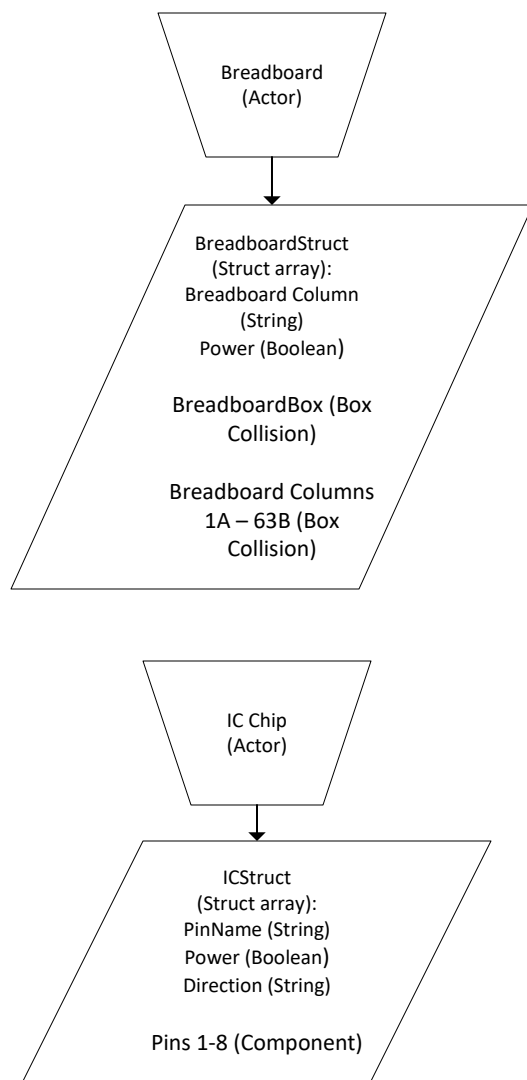 Breadboard
(Actor)
BreadboardStruct
(Struct array):
Breadboard Column
(String)
Power (Boolean)
BreadboardBox (Box
Collision)
Breadboard Columns
1A – 63B (Box
Collision)
IC Chip
(Actor)
ICStruct
(Struct array):
PinName (String)
Power (Boolean)
Direction (String)
Pins 1-8 (Component)